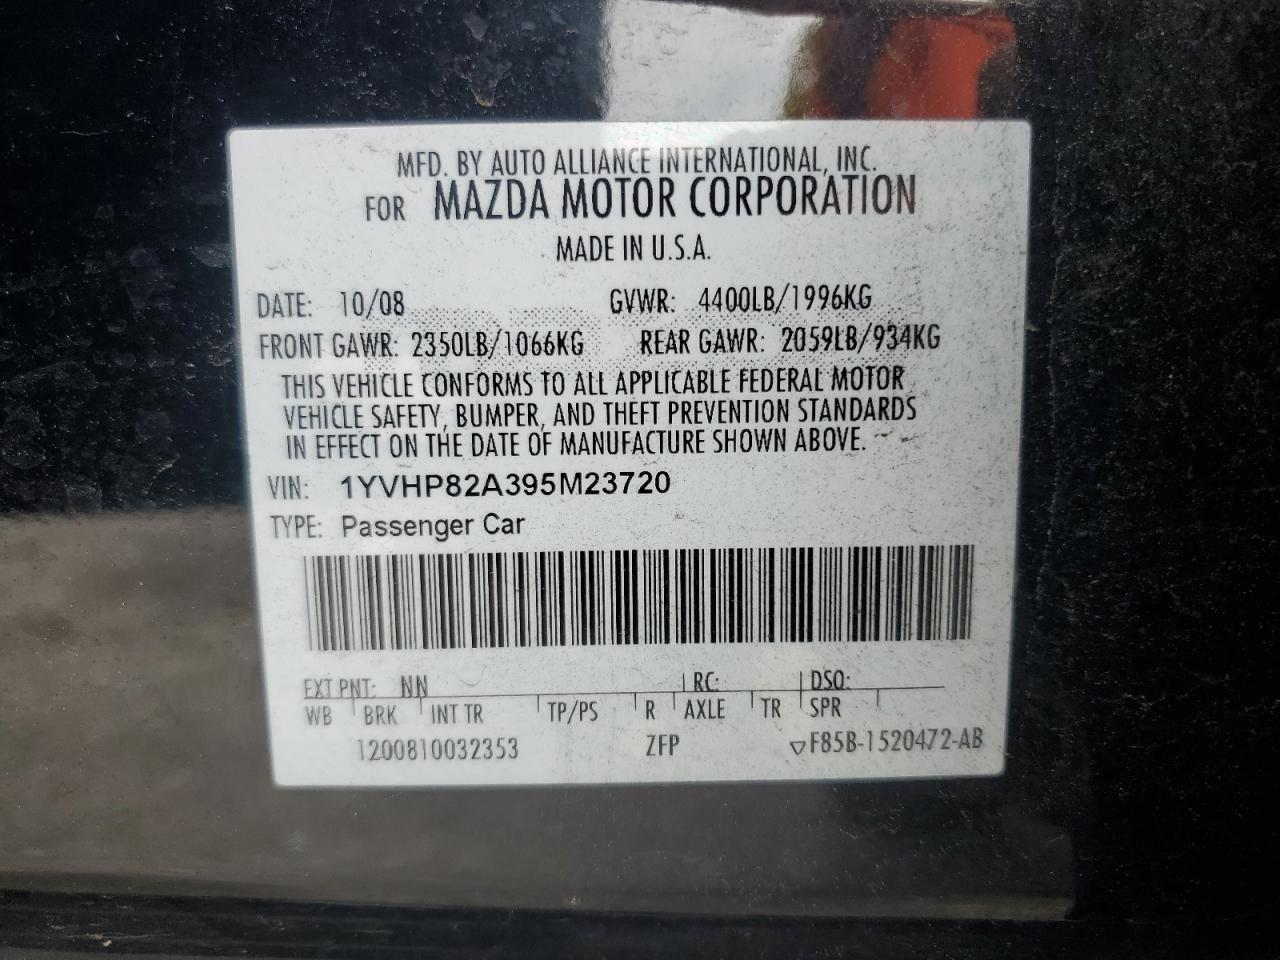 MFD. BY AUTO ALLIANCE INTERNATIONAL, INC.
FOR MAZDA MOTOR CORPORATION
MADE IN U.S.A.
DATE: 10/08 GVWR: 4400LB/1996KG
FRONT GAWR: 2350LB/1066KG REAR GAWR: 2059LB/934KG
THIS VEHICLE CONFORMS TO ALL APPLICABLE FEDERAL MOTOR
VEHICLE SAFETY, BUMPER, AND THEFT PREVENTION STANDARDS
IN EFFECT ON THE DATE OF MANUFACTURE SHOWN ABOVE.
VIN: 1YVHP82A395M23720
TYPE: Passenger Car
EXT PNT: NN RC: DSO:
WB BRK INT TR TP/PS R AXLE TR SPR
1200810032353 ZFP ▽F85B-1520472-AB